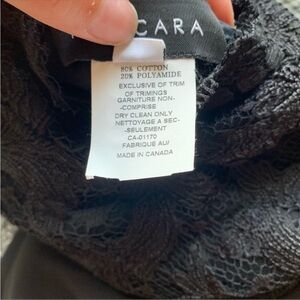 CARA
80% COTTON
20% POLYAMIDE
EXCLUSIVE OF TRIM
OF TRIMINGS
GARNITURE NON-
-COMPRISE
DRY CLEAN ONLY
NETTOYAGE A SEC-
-SEULEMENT
CA-01170
FABRIQUE AU/
MADE IN CANADA